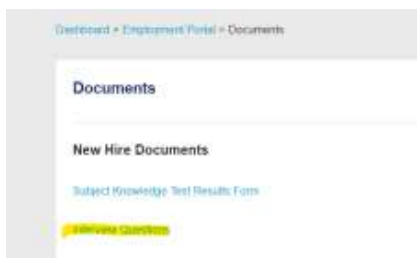 Dashboard > Employment Portal > Documents
Documents
New Hire Documents
Subject Knowledge Test Results Form
Interview Questions